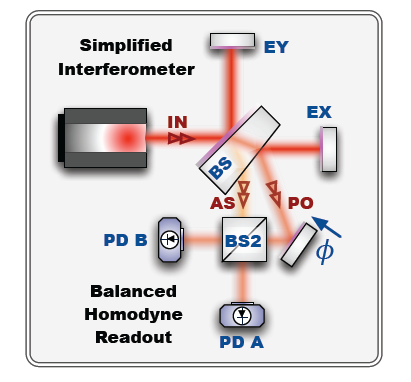 Simplified
Interferometer
EY
EX
IN
BS
AS
PO
PD B
BS2
ϕ
Balanced
Homodyne
Readout
PD A